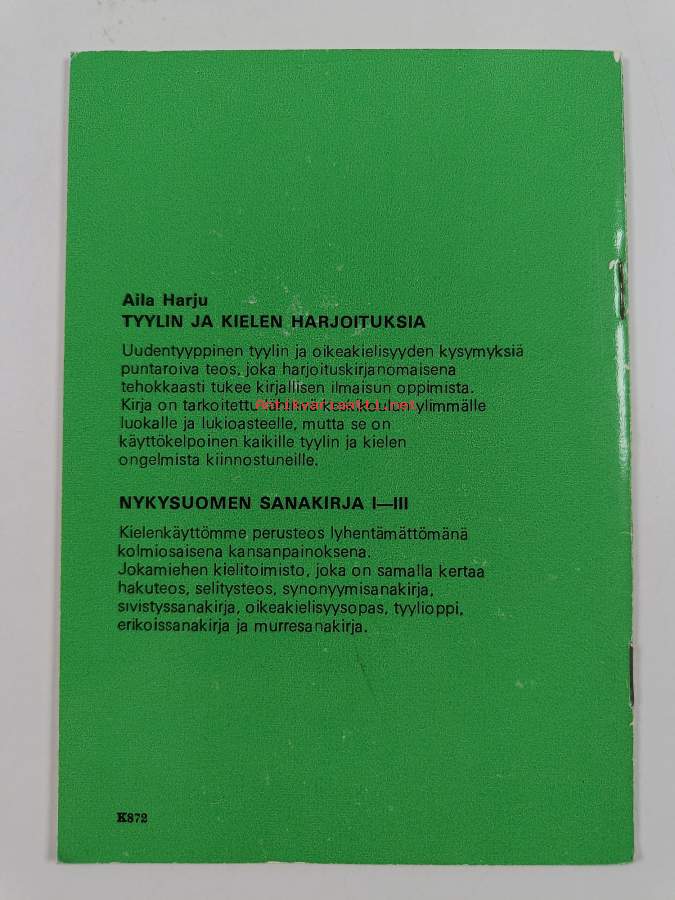 Aila Harju
TYYLIN JA KIELEN HARJOITUKSIA
Uudentyyppinen tyylin ja oikeakielisyyden kysymyksiä
puntaroiva teos, joka harjoituskirjanomaisena
tehokkaasti tukee kirjallisen ilmaisun oppimista.
Kirja on tarkoitettu ylimmälle
Antikvariaatti.net
luokalle ja lukioasteelle, mutta se on
käyttökelpoinen kaikille tyylin ja kielen
ongelmista kiinnostuneille.
NYKYSUOMEN SANAKIRJA I—III
Kielenkäyttömme perusteos lyhentämättömänä
kolmiosaisena kansanpainoksena.
Jokamiehen kielitoimisto, joka on samalla kertaa
hakuteos, selitysteos, synonyymisanakirja,
sivistyssanakirja, oikeakielisyysopas, tyylioppi,
erikoissanakirja ja murresanakirja.
K872